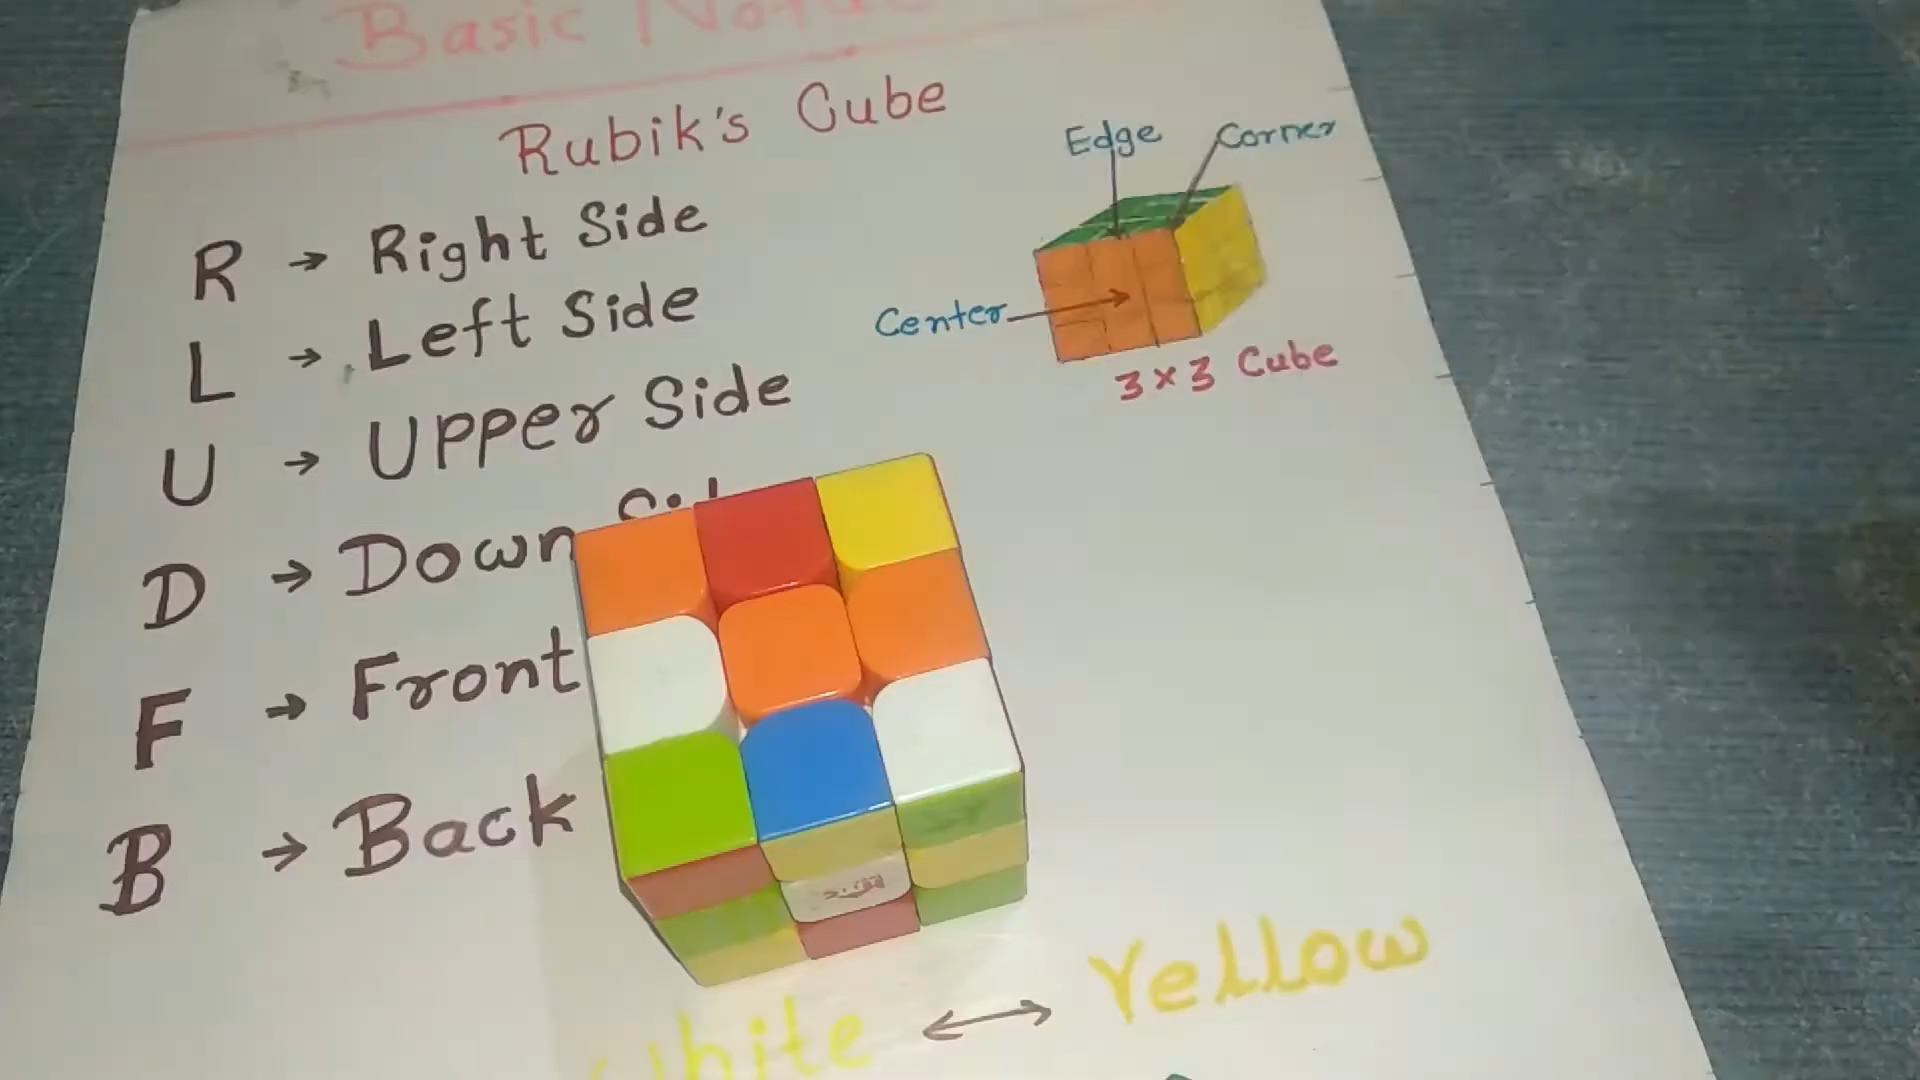 Basic
Rubik's Cube
Edge
Corner
R → Right Side
L → Left Side
Center
3×3 Cube
U → Upper Side
D → Down
F → Front
B → Back
White ↔ Yellow